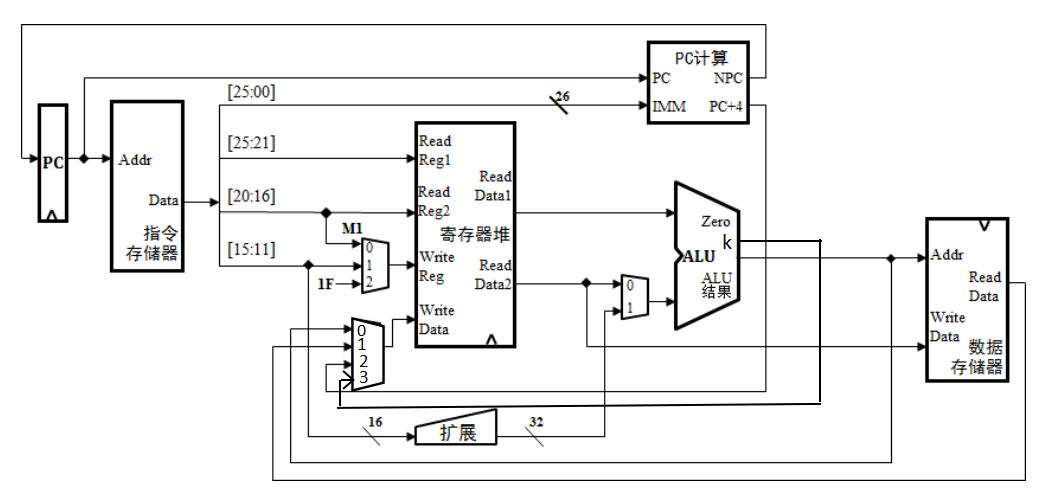 PC计算
PC
NPC
IMM
PC+4
[25:00]
26
[25:21]
[20:16]
[15:11]
PC
Addr
Data
指令
存储器
M1
0
1
2
1F
Read
Reg1
Read
Reg2
Write
Reg
Write
Data
Read
Data1
寄存器堆
Read
Data2
0
1
2
3
0
1
Zero
k
ALU
ALU
结果
Addr
Read
Data
Write
Data
数据
存储器
16
扩展
32